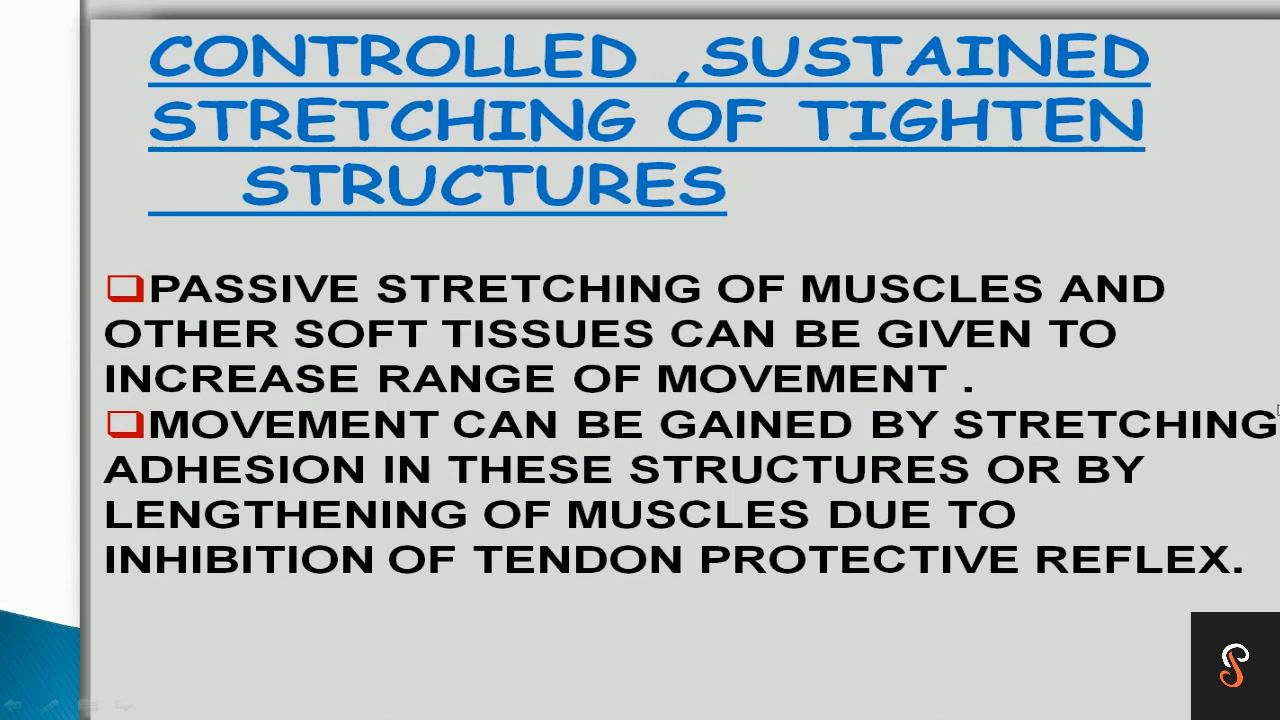 CONTROLLED ,SUSTAINED
STRETCHING OF TIGHTEN
STRUCTURES
PASSIVE STRETCHING OF MUSCLES AND
OTHER SOFT TISSUES CAN BE GIVEN TO
INCREASE RANGE OF MOVEMENT .
MOVEMENT CAN BE GAINED BY STRETCHING
ADHESION IN THESE STRUCTURES OR BY
LENGTHENING OF MUSCLES DUE TO
INHIBITION OF TENDON PROTECTIVE REFLEX.